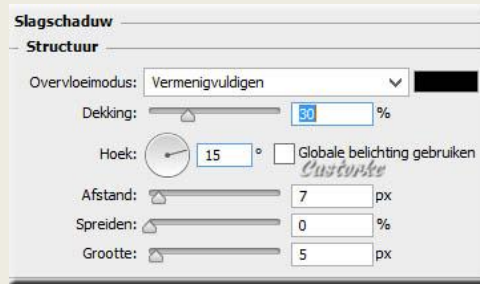 Slagschaduw
Structuur
Overvloeimodus: Vermenigvuldigen
Dekking: 30 %
Hoek: 15 ° Globale belichting gebruiken
Custorke
Afstand: 7 px
Spreiden: 0 %
Grootte: 5 px